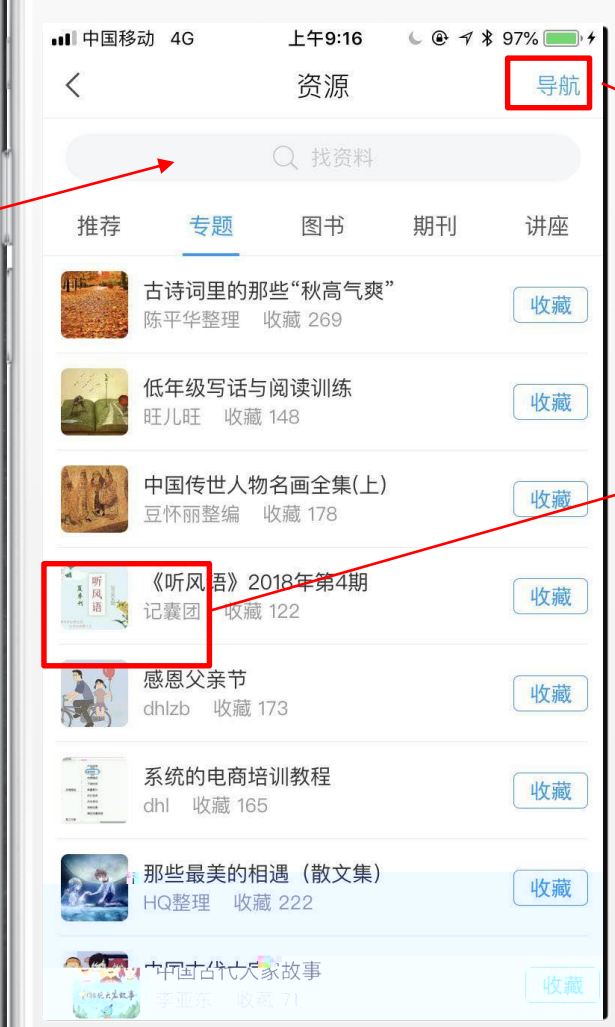 中国移动 4G 上午9:16 97%
资源 导航
找资料
推荐 专题 图书 期刊 讲座
古诗词里的那些“秋高气爽”
陈平华整理 收藏 269
收藏
低年级写话与阅读训练
旺儿旺 收藏 148
收藏
中国传世人物名画全集(上)
豆怀丽整编 收藏 178
收藏
听风语
夏季刊
《听风语》2018年第4期
记囊团 收藏 122
收藏
感恩父亲节
dhlzb 收藏 173
收藏
系统的电商培训教程
dhl 收藏 165
收藏
那些最美的相遇（散文集）
HQ整理 收藏 222
收藏
中国古代大家故事
李亚东 收藏 71
收藏